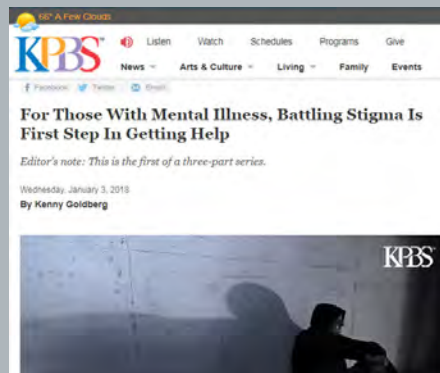 66° A Few Clouds
KPBS
Listen Watch Schedules Programs Give
News Arts & Culture Living Family Events
Facebook Twitter Email
For Those With Mental Illness, Battling Stigma Is
First Step In Getting Help
Editor's note: This is the first of a three-part series.
Wednesday, January 3, 2018
By Kenny Goldberg
KPBS